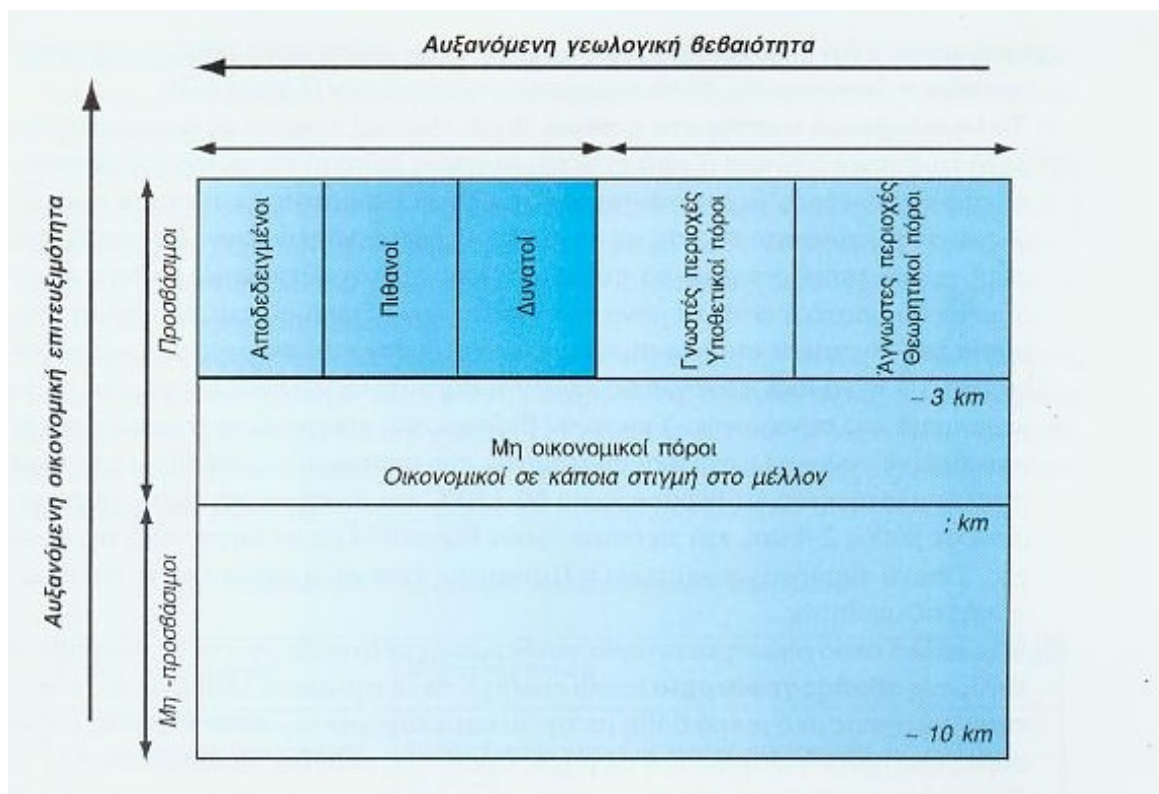 Αυξανόμενη γεωλογική βεβαιότητα
Αυξανόμενη οικονομική επιτευξιμότητα
Προσβάσιμοι
Αποδεδειγμένοι
Πιθανοί
Δυνατοί
Γνωστές περιοχές
Υποθετικοί πόροι
Άγνωστες περιοχές
Θεωρητικοί πόροι
~ 3 km
Μη οικονομικοί πόροι
Οικονομικοί σε κάποια στιγμή στο μέλλον
; km
Μη -προσβάσιμοι
~ 10 km